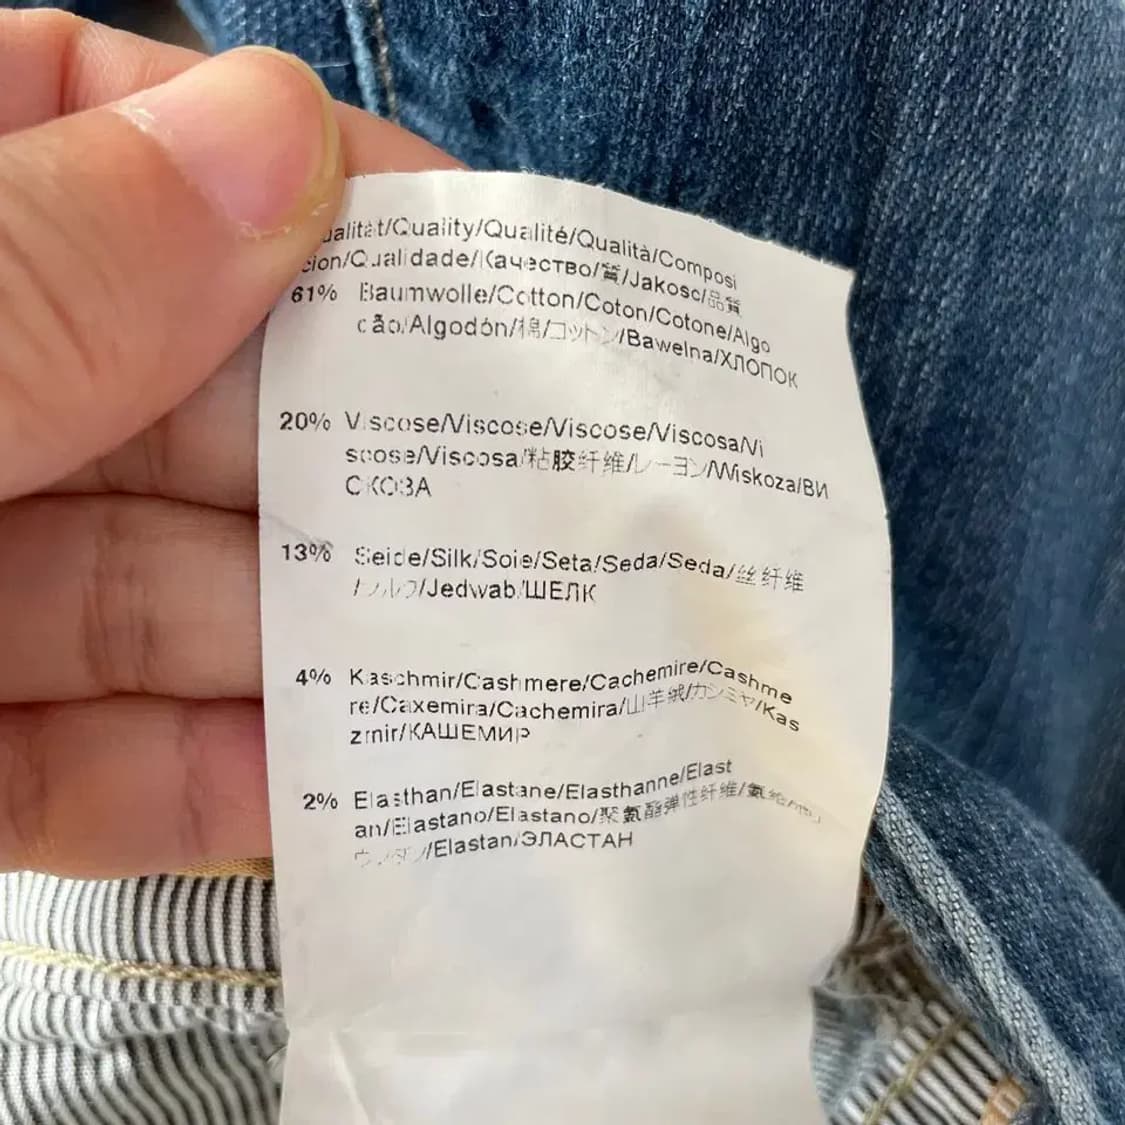 Qualität/Quality/Qualité/Qualità/Composi
cion/Qualidade/Качество/質/Jakosc/品質
61% Baumwolle/Cotton/Coton/Cotone/Algo
cão/Algodón/棉/コットン/Bawelna/ХЛОПОК
20% Viscose/Viscose/Viscose/Viscosa/Vi
scose/Viscosa/粘胶纤维/レーヨン/Wiskoza/ВИ
СКОЗА
13% Seide/Silk/Soie/Seta/Seda/Seda/丝纤维
/Jedwab/ШЕЛК
4% Kaschmir/Cashmere/Cachemire/Cashme
re/Caxemira/Cachemira/山羊绒/カシミヤ/Kas
zmir/КАШЕМИР
2% Elasthan/Elastane/Elasthanne/Elast
an/Elastano/Elastano/聚氨酯弹性纤维/氨纶/
/Elastan/ЭЛАСТАН